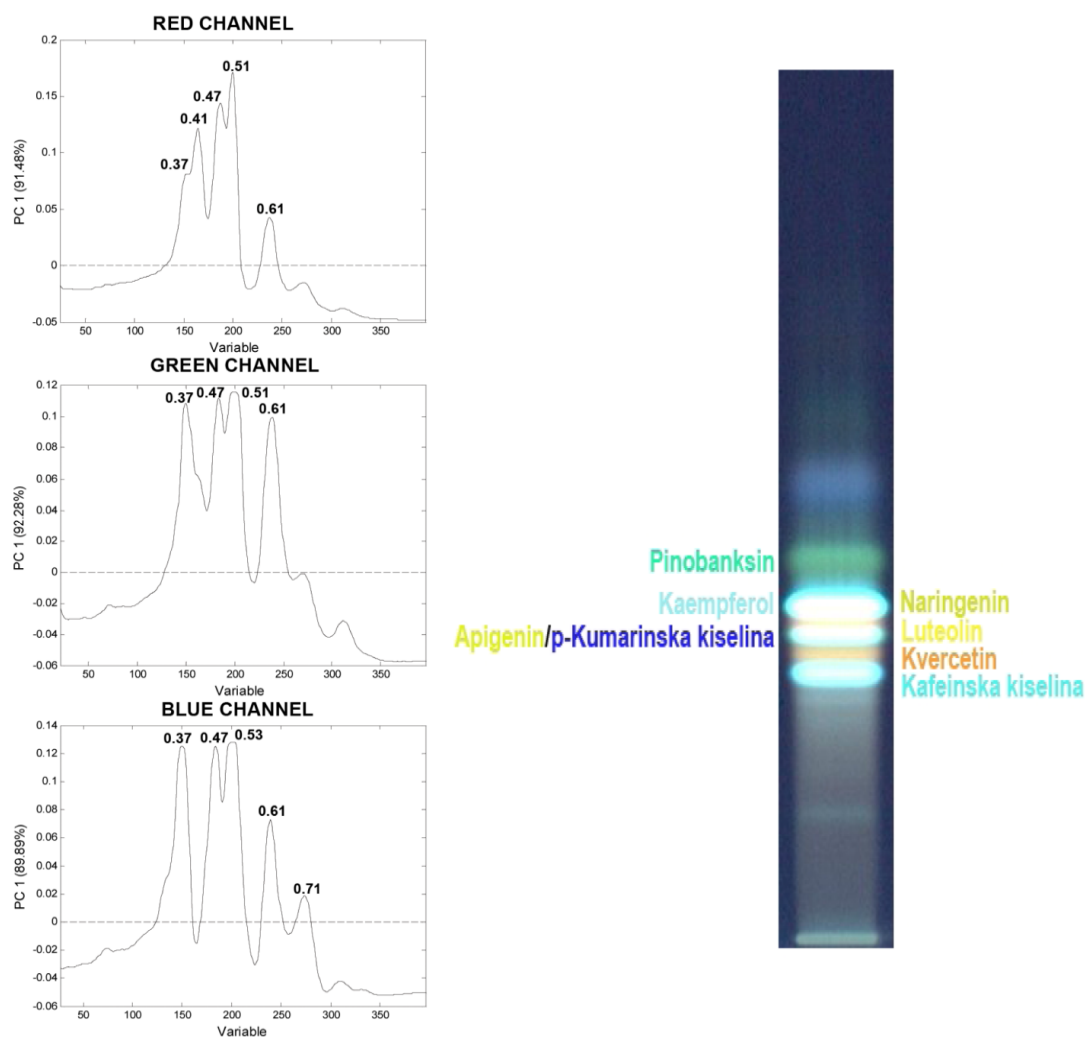 RED CHANNEL
0.2
0.15
0.1
0.05
0
-0.05
PC 1 (91.48%)
0.37
0.41
0.47
0.51
0.61
50 100 150 200 250 300 350
Variable
GREEN CHANNEL
0.12
0.1
0.08
0.06
0.04
0.02
0
-0.02
-0.04
-0.06
PC 1 (92.28%)
0.37
0.47
0.51
0.61
50 100 150 200 250 300 350
Variable
BLUE CHANNEL
0.14
0.12
0.1
0.08
0.06
0.04
0.02
0
-0.02
-0.04
-0.06
PC 1 (89.89%)
0.37
0.47
0.53
0.61
0.71
50 100 150 200 250 300 350
Variable
Pinobanksin
Kaempferol
Apigenin/p-Kumarinska kiselina
Naringenin
Luteolin
Kvercetin
Kafeinska kiselina